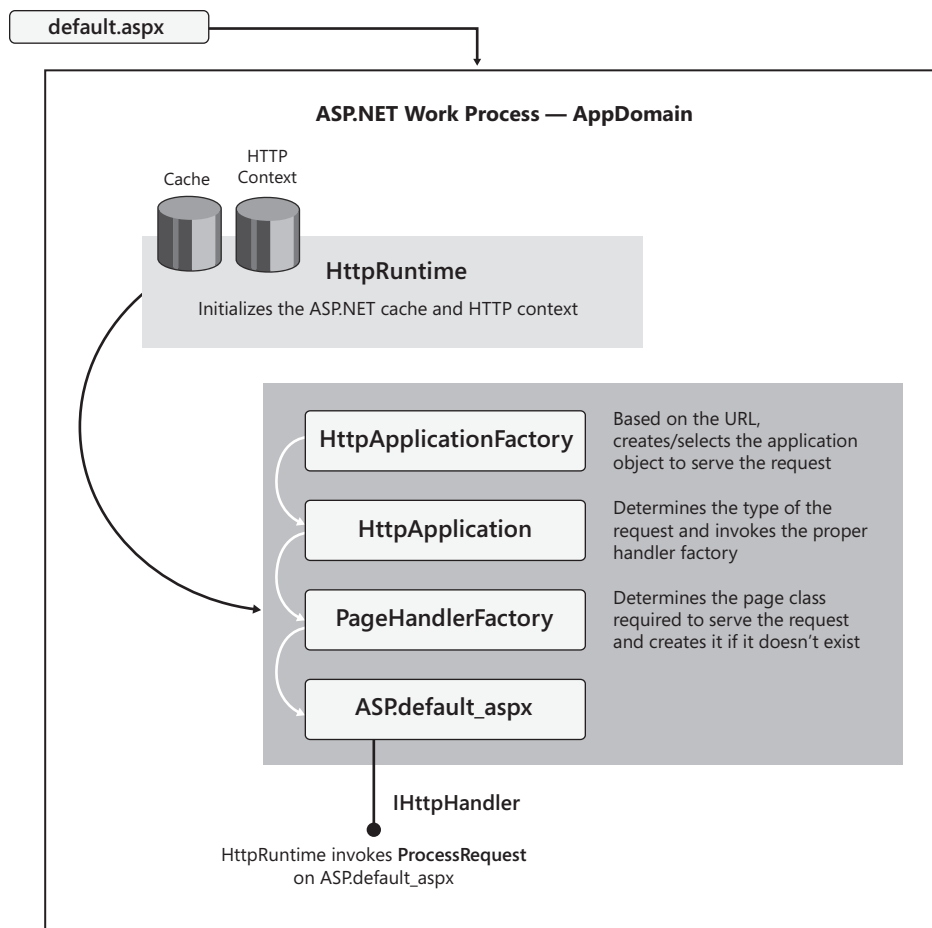 default.aspx
ASP.NET Work Process — AppDomain
Cache
HTTP
Context
HttpRuntime
Initializes the ASP.NET cache and HTTP context
HttpApplicationFactory
Based on the URL,
creates/selects the application
object to serve the request
HttpApplication
Determines the type of the
request and invokes the proper
handler factory
PageHandlerFactory
Determines the page class
required to serve the request
and creates it if it doesn’t exist
ASP.default_aspx
IHttpHandler
HttpRuntime invokes ProcessRequest
on ASP.default_aspx